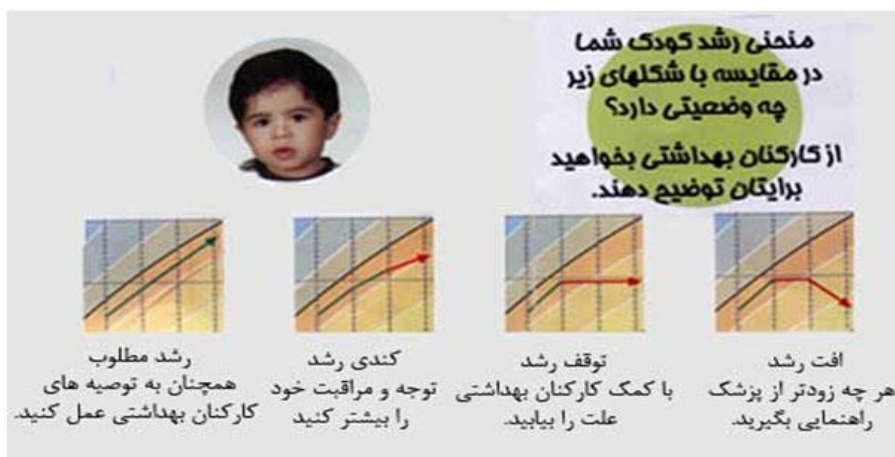 منحنی رشد کودک شما
در مقایسه با شکلهای زیر
چه وضعیتی دارد؟
از کارکنان بهداشتی بخواهید
برایتان توضیح دهند.
افت رشد
هر چه زودتر از پزشک
راهنمایی بگیرید.
توقف رشد
با کمک کارکنان بهداشتی
علت را بیابید.
کندی رشد
توجه و مراقبت خود
را بیشتر کنید
رشد مطلوب
همچنان به توصیه های
کارکنان بهداشتی عمل کنید.